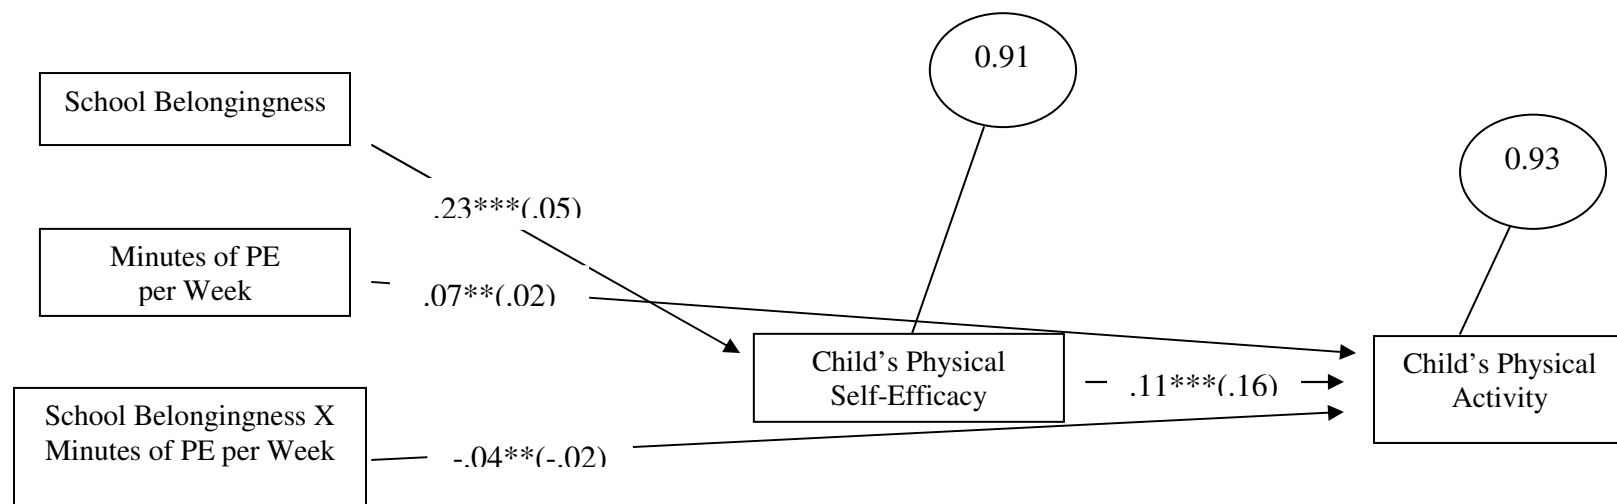 0.91
School Belongingness
0.93
.23***(.05)
Minutes of PE
per Week
.07**(.02)
Child’s Physical
Self-Efficacy
.11***(.16)
Child’s Physical
Activity
School Belongingness X
Minutes of PE per Week
-.04**(-.02)